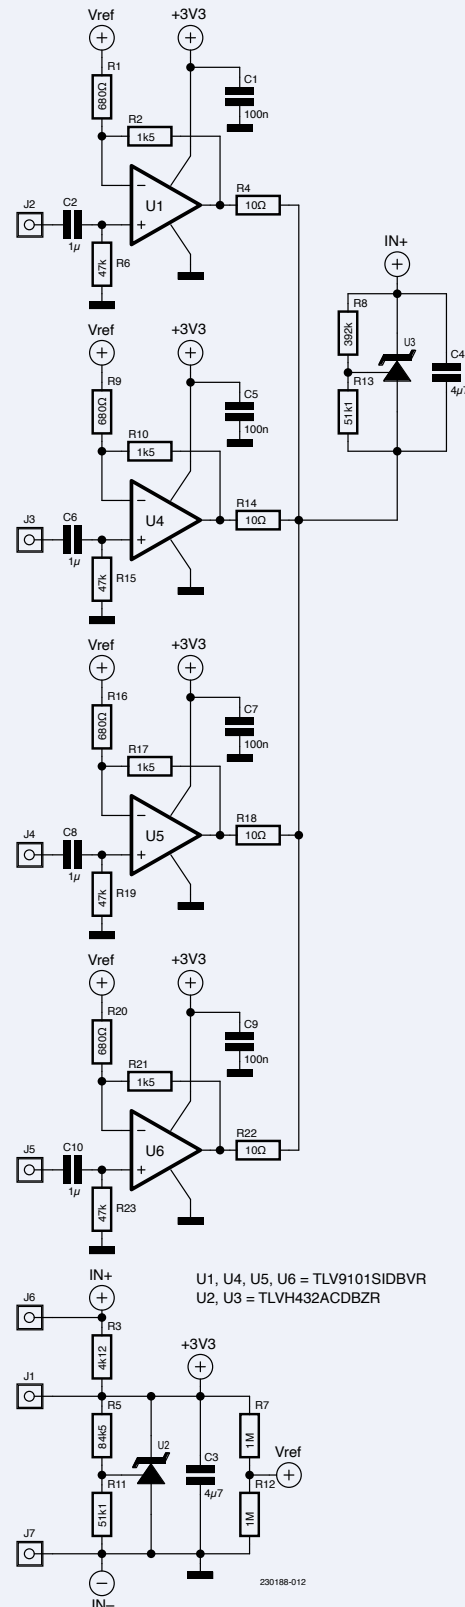 Vref
+3V3
R1
680Ω
C1
100n
R2
1k5
J2
C2
1µ
U1
R4
10Ω
47k
R6
IN+
R8
392k
U3
C4
4µ7
R13
51k1
Vref
+3V3
R9
680Ω
C5
100n
R10
1k5
J3
C6
1µ
U4
R14
10Ω
47k
R15
Vref
+3V3
R16
680Ω
C7
100n
R17
1k5
J4
C8
1µ
U5
R18
10Ω
47k
R19
Vref
+3V3
R20
680Ω
C9
100n
R21
1k5
J5
C10
1µ
U6
R22
10Ω
47k
R23
U1, U4, U5, U6 = TLV9101SIDBVR
U2, U3 = TLVH432ACDBZR
IN+
J6
R3
4k12
+3V3
J1
R5
84k5
U2
C3
4µ7
R7
1M
Vref
R11
51k1
R12
1M
J7
IN–
230188-012